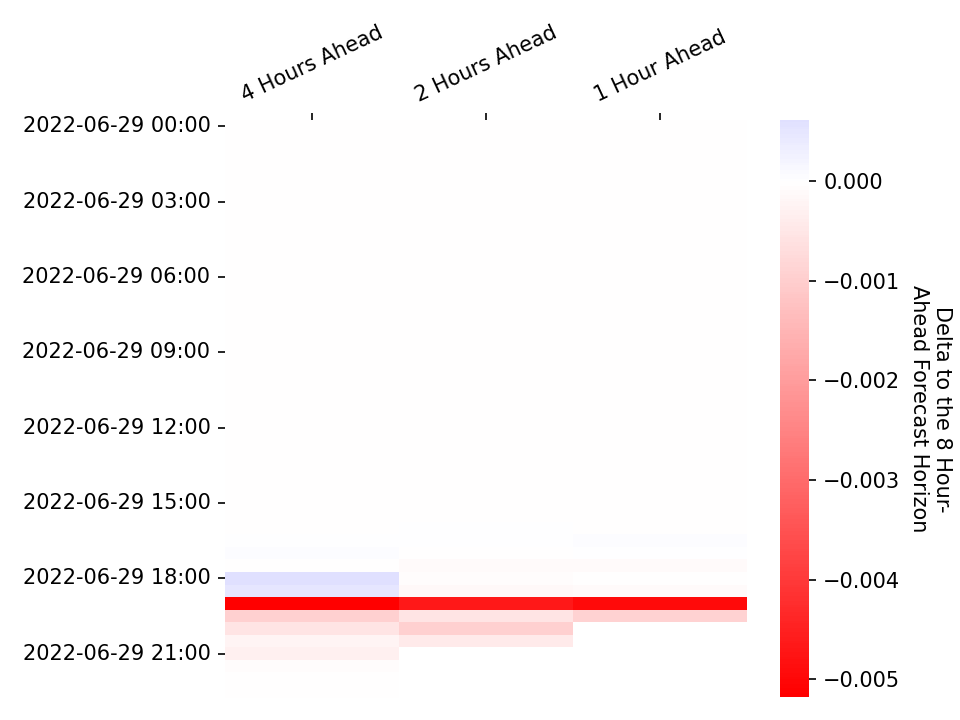 4 Hours Ahead
2 Hours Ahead
1 Hour Ahead
2022-06-29 00:00
2022-06-29 03:00
2022-06-29 06:00
2022-06-29 09:00
2022-06-29 12:00
2022-06-29 15:00
2022-06-29 18:00
2022-06-29 21:00
0.000
−0.001
−0.002
−0.003
−0.004
−0.005
Delta to the 8 Hour-
Ahead Forecast Horizon